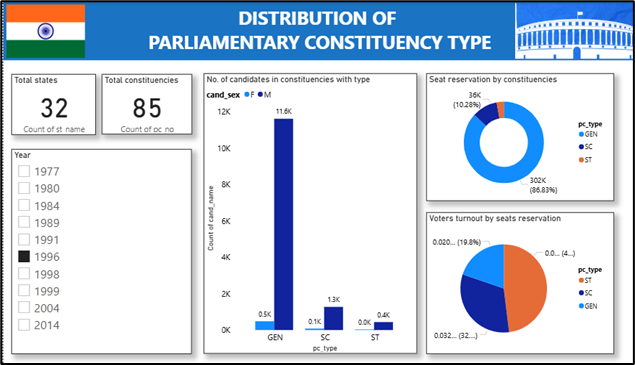 DISTRIBUTION OF
PARLIAMENTARY CONSTITUENCY TYPE
Total states
32
Count of st_name
Total constituencies
85
Count of pc_no
Year
1977
1980
1984
1989
1991
1996
1998
1999
2004
2014
No. of candidates in constituencies with type
cand_sex F M
12K
10K
8K
6K
4K
2K
0K
Count of cand_name
0.5K
11.6K
0.1K
1.3K
0.0K
0.4K
GEN SC ST
pc_type
Seat reservation by constituencies
36K
(10.28%)
302K
(86.83%)
pc_type
GEN
SC
ST
Voters turnout by seats reservation
0.020... (19.8%)
0.0... (4...)
0.032... (32....)
pc_type
ST
SC
GEN